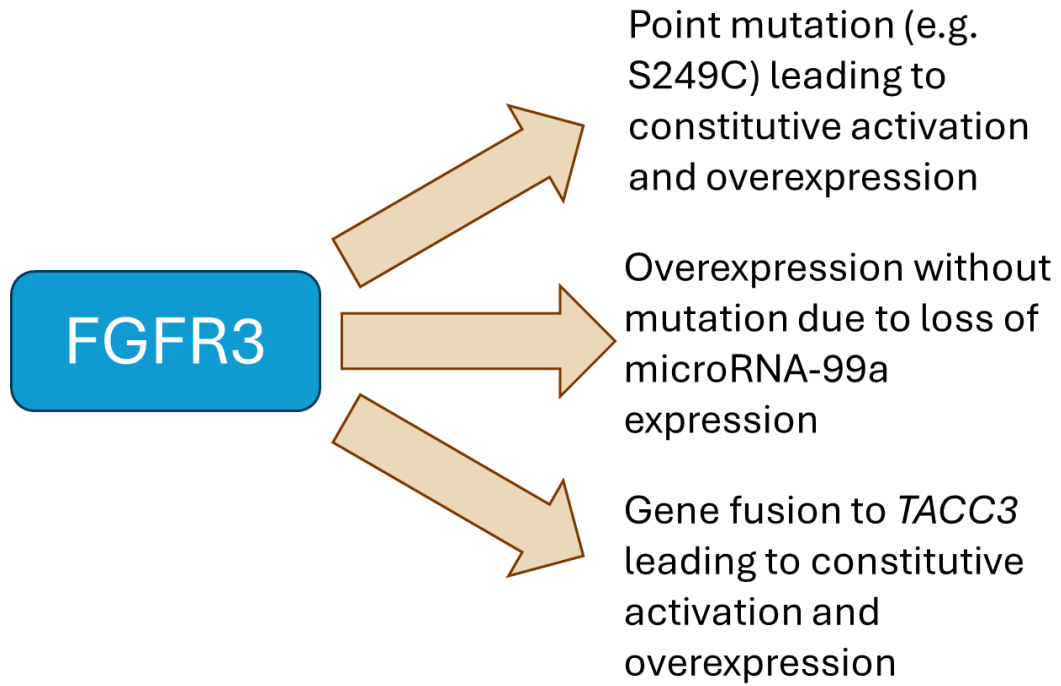 FGFR3
Point mutation (e.g.
S249C) leading to
constitutive activation
and overexpression
Overexpression without
mutation due to loss of
microRNA-99a
expression
Gene fusion to TACC3
leading to constitutive
activation and
overexpression